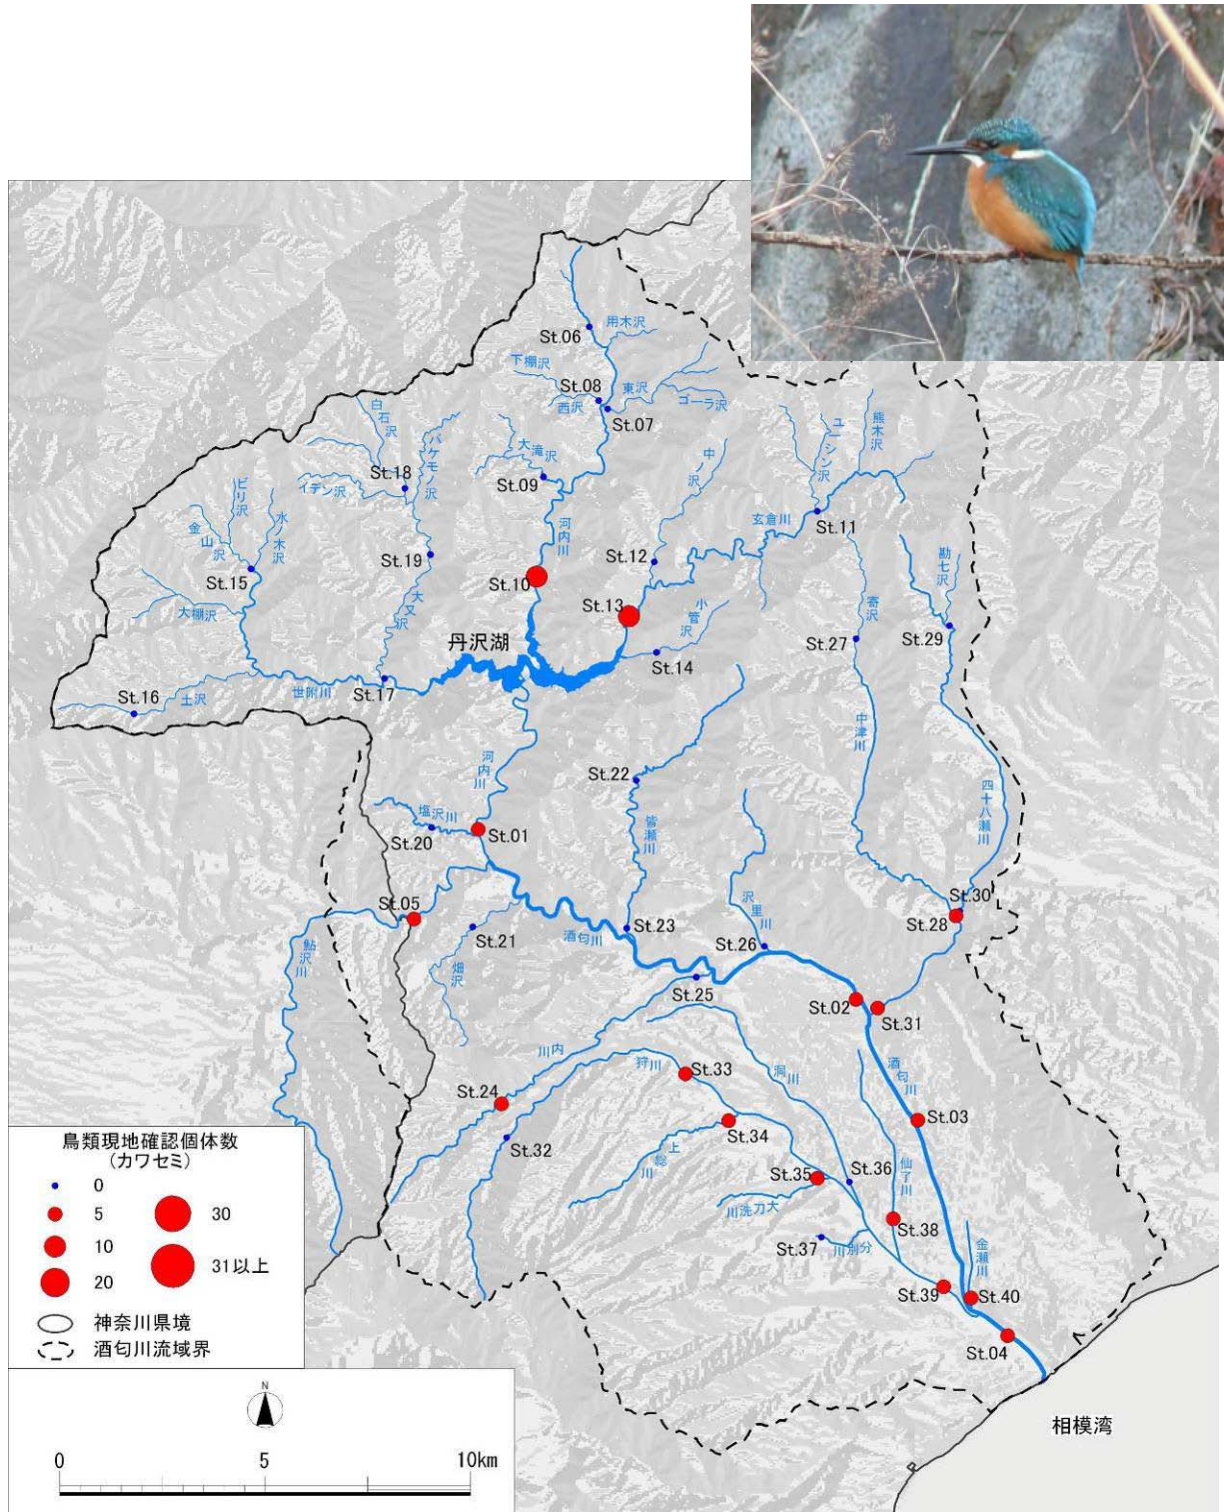 St.06
用木沢
下棚沢
St.08
西沢
東沢
ゴーラ沢
St.07
白石沢
バケモノ沢
St.18
イデン沢
大滝沢
St.09
中ノ沢
ユーシン沢
熊木沢
玄倉川
St.11
ビリ沢
金山沢
水木沢
St.15
大棚沢
St.19
大又沢
河内川
St.10
St.12
St.13
小菅沢
St.14
勘七沢
寄沢
St.27
St.29
丹沢湖
St.16
土沢
世附川
St.17
河内川
中津川
St.22
皆瀬川
四十八瀬川
塩沢川
St.20
St.01
沢里川
St.30
St.28
St.05
鮎沢川
St.21
畑沢
酒匂川
St.23
St.26
St.25
St.02
St.31
川内
狩川
洞川
酒匂川
St.33
St.24
St.32
St.34
St.03
川総上
仙了川
St.35
St.36
川洗刀大
St.38
St.37
川別分
金瀬川
St.39
St.40
St.04
相模湾
鳥類現地確認個体数
(カワセミ)
0
5
10
20
30
31以上
神奈川県境
酒匂川流域界
N
0
5
10km